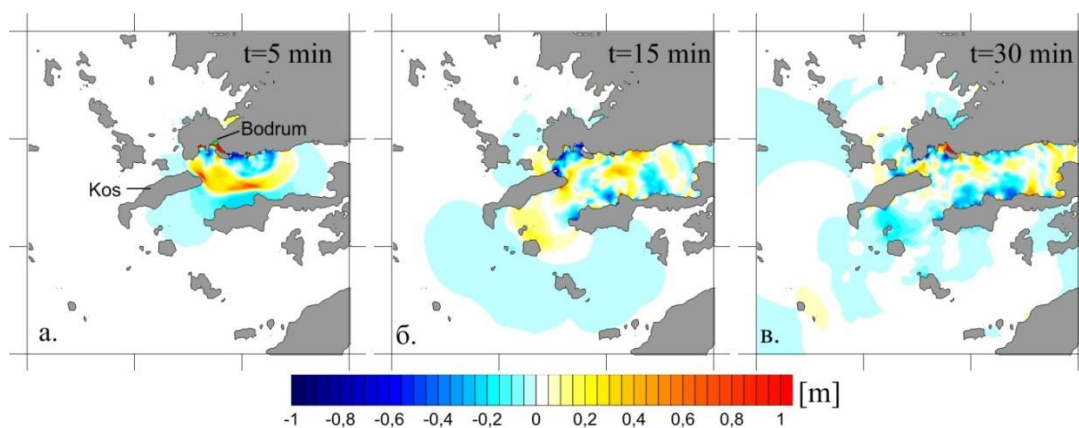 t=5 min
t=15 min
t=30 min
Bodrum
Kos
а.
б.
в.
[m]
-1 -0,8 -0,6 -0,4 -0,2 0 0,2 0,4 0,6 0,8 1